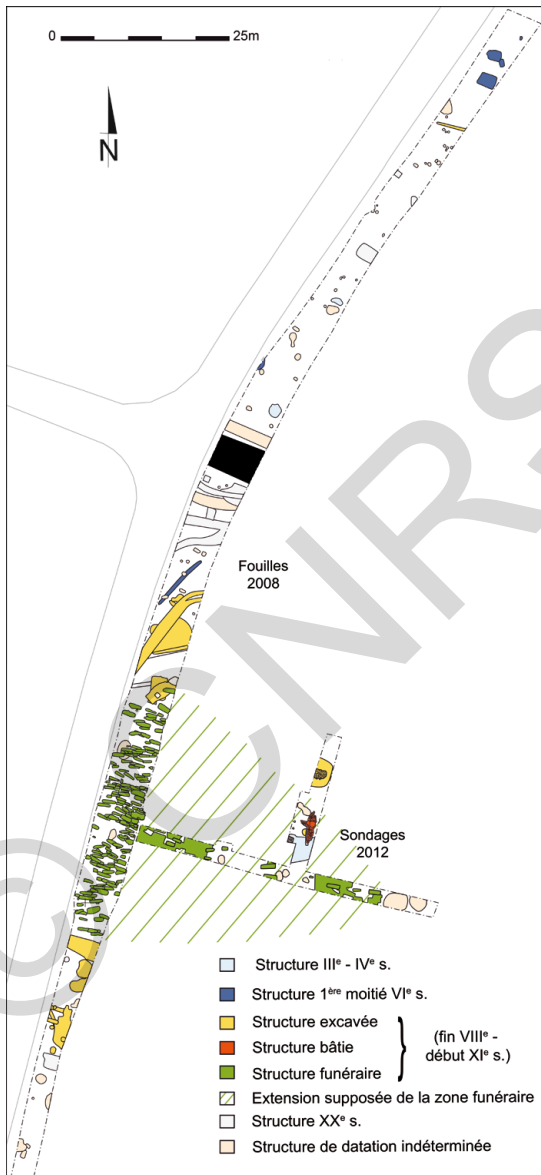 0 25m
N
Fouilles
2008
Sondages
2012
© CNRS
Structure IIIᵉ - IVᵉ s.
Structure 1ᵉʳᵉ moitié VIᵉ s.
Structure excavée
Structure bâtie
Structure funéraire
(fin VIIIᵉ -
début XIᵉ s.)
Extension supposée de la zone funéraire
Structure XXᵉ s.
Structure de datation indéterminée